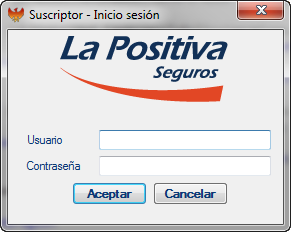 Suscriptor - Inicio sesión
La Positiva
Seguros
Usuario
Contraseña
Aceptar
Cancelar